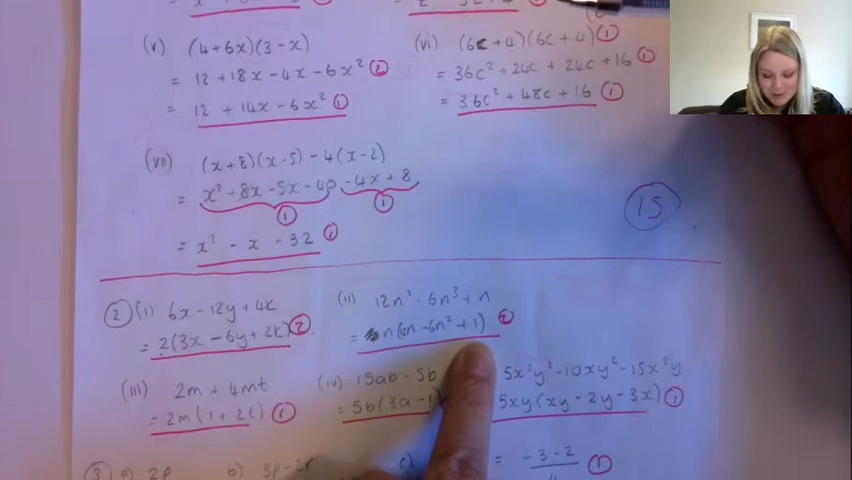 (v) (4+6x)(3-x)
= 12 + 18x - 4x - 6x² ②
= 12 + 14x - 6x² ①
(vi) (6c+4)(6c+4) ①
= 36c² + 24c + 24c + 16 ①
= 36c² + 48c + 16 ①
(vii) (x+8)(x-5) - 4(x-2)
= x² + 8x - 5x - 40 - 4x + 8
① ①
= x² - x - 32 ①
15
② (i) 6x - 12y + 4k
= 2(3x - 6y + 2k) ②
(ii) 12n² - 6n³ + n
= n(12n - 6n² + 1) ②
(iii) 2m + 4mt
= 2m(1 + 2t) ①
(iv) 15ab - 5b
= 5b(3a - 1
5x²y² - 10xy² - 15x²y
5xy(xy - 2y - 3x) ①
③ a) 2p
b) 3p - 2r
c) = -3 - 2 ①